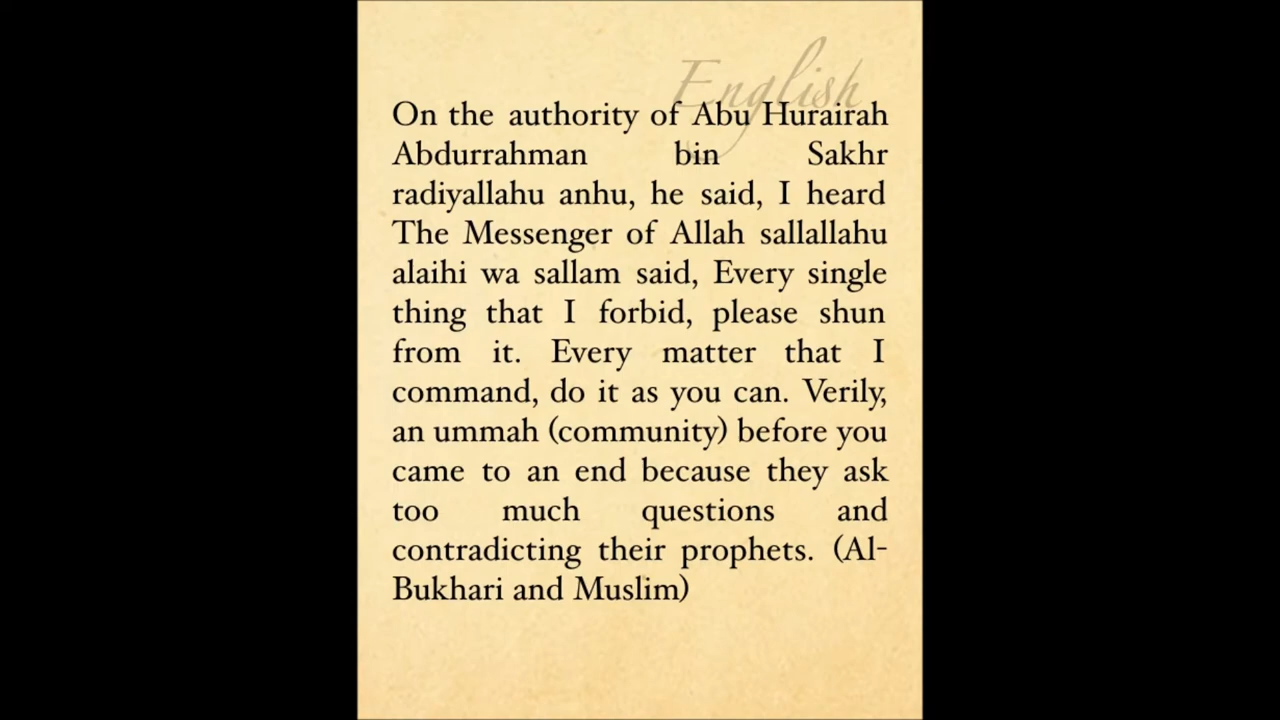 English
On the authority of Abu Hurairah
Abdurrahman bin Sakhr
radiyallahu anhu, he said, I heard
The Messenger of Allah sallallahu
alaihi wa sallam said, Every single
thing that I forbid, please shun
from it. Every matter that I
command, do it as you can. Verily,
an ummah (community) before you
came to an end because they ask
too much questions and
contradicting their prophets. (Al-
Bukhari and Muslim)